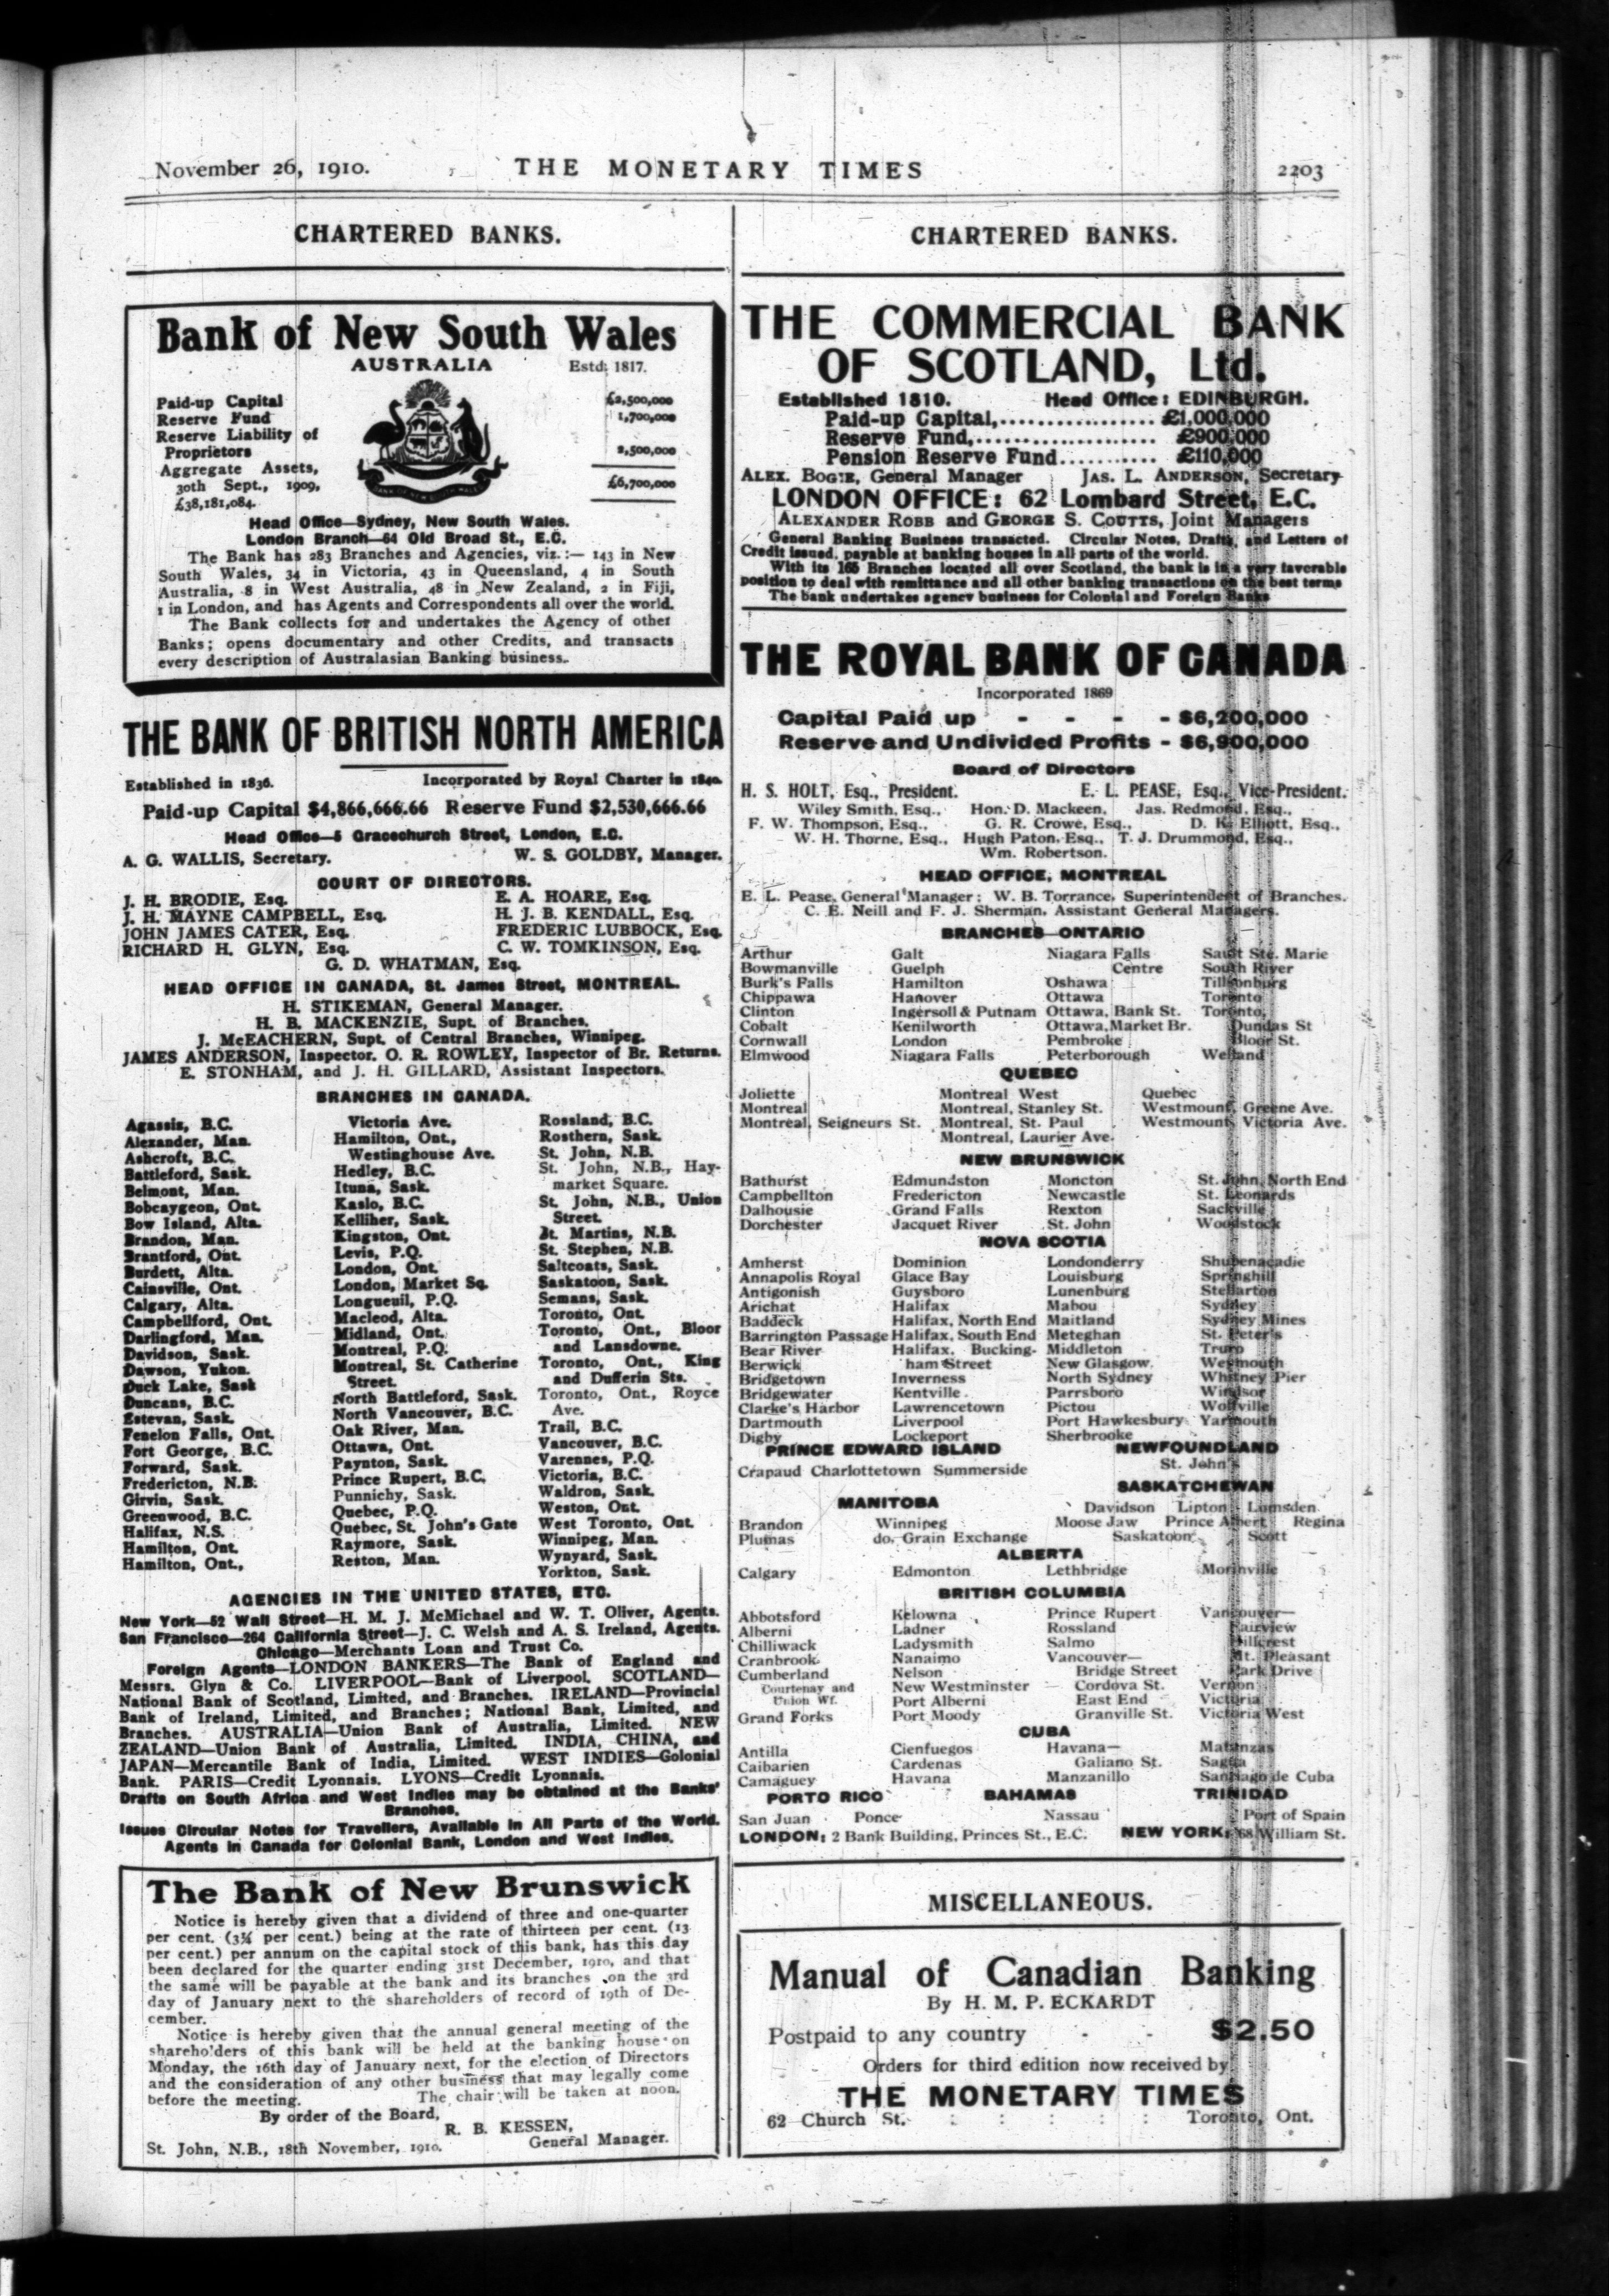 November 26, 1910.
THE MONETARY TIMES
2203
CHARTERED BANKS.
Bank of New South Wales
AUSTRALIA
Estd. 1817.
Paid-up Capital £2,500,000
Reserve Fund 1,700,000
Reserve Liability of
Proprietors 2,500,000
Aggregate Assets,
30th Sept., 1909, £6,700,000
£38,181,084.
Head Office—Sydney, New South Wales.
London Branch—64 Old Broad St., E.C.
The Bank has 283 Branches and Agencies, viz.:— 143 in New
South Wales, 34 in Victoria, 43 in Queensland, 4 in South
Australia, 8 in West Australia, 48 in New Zealand, 2 in Fiji,
1 in London, and has Agents and Correspondents all over the world.
The Bank collects for and undertakes the Agency of other
Banks; opens documentary and other Credits, and transacts
every description of Australasian Banking business.
THE BANK OF BRITISH NORTH AMERICA
Established in 1836. Incorporated by Royal Charter in 1840.
Paid-up Capital $4,866,666.66 Reserve Fund $2,530,666.66
Head Office—5 Gracechurch Street, London, E.C.
A. G. WALLIS, Secretary. W. S. GOLDBY, Manager.
COURT OF DIRECTORS.
J. H. BRODIE, Esq. E. A. HOARE, Esq.
J. H. MAYNE CAMPBELL, Esq. H. J. B. KENDALL, Esq.
JOHN JAMES CATER, Esq. FREDERIC LUBBOCK, Esq.
RICHARD H. GLYN, Esq. C. W. TOMKINSON, Esq.
G. D. WHATMAN, Esq.
HEAD OFFICE IN CANADA, St. James Street, MONTREAL.
H. STIKEMAN, General Manager.
H. B. MACKENZIE, Supt. of Branches.
J. McEACHERN, Supt. of Central Branches, Winnipeg.
JAMES ANDERSON, Inspector. O. R. ROWLEY, Inspector of Br. Returns.
E. STONHAM, and J. H. GILLARD, Assistant Inspectors.
BRANCHES IN CANADA.
Agassis, B.C.
Alexander, Man.
Ashcroft, B.C.
Battleford, Sask.
Belmont, Man.
Bobcaygeon, Ont.
Bow Island, Alta.
Brandon, Man.
Brantford, Ont.
Burdett, Alta.
Cainsville, Ont.
Calgary, Alta.
Campbellford, Ont.
Darlingford, Man.
Davidson, Sask.
Dawson, Yukon.
Duck Lake, Sask
Duncans, B.C.
Estevan, Sask.
Fenelon Falls, Ont.
Fort George, B.C.
Forward, Sask.
Fredericton, N.B.
Girvin, Sask.
Greenwood, B.C.
Halifax, N.S.
Hamilton, Ont.
Hamilton, Ont.,
Victoria Ave.
Hamilton, Ont.,
Westinghouse Ave.
Hedley, B.C.
Ituna, Sask.
Kaslo, B.C.
Kelliher, Sask.
Kingston, Ont.
Levis, P.Q.
London, Ont.
London, Market Sq.
Longueuil, P.Q.
Macleod, Alta.
Midland, Ont.
Montreal, P.Q.
Montreal, St. Catherine
Street.
North Battleford, Sask.
North Vancouver, B.C.
Oak River, Man.
Ottawa, Ont.
Paynton, Sask.
Prince Rupert, B.C.
Punnichy, Sask.
Quebec, P.Q.
Quebec, St. John's Gate
Raymore, Sask.
Reston, Man.
Rossland, B.C.
Rosthern, Sask.
St. John, N.B.
St. John, N.B., Hay-
market Square.
St. John, N.B., Union
Street.
St. Martins, N.B.
St. Stephen, N.B.
Saltcoats, Sask.
Saskatoon, Sask.
Semans, Sask.
Toronto, Ont.
Toronto, Ont., Bloor
and Lansdowne.
Toronto, Ont., King
and Dufferin Sts.
Toronto, Ont., Royce
Ave.
Trail, B.C.
Vancouver, B.C.
Varennes, P.Q.
Victoria, B.C.
Waldron, Sask.
Weston, Ont.
West Toronto, Ont.
Winnipeg, Man.
Wynyard, Sask.
Yorkton, Sask.
AGENCIES IN THE UNITED STATES, ETC.
New York—52 Wall Street—H. M. J. McMichael and W. T. Oliver, Agents.
San Francisco—264 California Street—J. C. Welsh and A. S. Ireland, Agents.
Chicago—Merchants Loan and Trust Co.
Foreign Agents—LONDON BANKERS—The Bank of England and
Messrs. Glyn & Co. LIVERPOOL—Bank of Liverpool. SCOTLAND—
National Bank of Scotland, Limited, and Branches. IRELAND—Provincial
Bank of Ireland, Limited, and Branches; National Bank, Limited, and
Branches. AUSTRALIA—Union Bank of Australia, Limited. NEW
ZEALAND—Union Bank of Australia, Limited. INDIA, CHINA, and
JAPAN—Mercantile Bank of India, Limited. WEST INDIES—Colonial
Bank. PARIS—Credit Lyonnais. LYONS—Credit Lyonnais.
Drafts on South Africa and West Indies may be obtained at the Banks'
Branches.
Issues Circular Notes for Travellers, Available in All Parts of the World.
Agents in Canada for Colonial Bank, London and West Indies.
The Bank of New Brunswick
Notice is hereby given that a dividend of three and one-quarter
per cent. (3¼ per cent.) being at the rate of thirteen per cent. (13
per cent.) per annum on the capital stock of this bank, has this day
been declared for the quarter ending 31st December, 1910, and that
the same will be payable at the bank and its branches on the 3rd
day of January next to the shareholders of record of 19th of De-
cember.
Notice is hereby given that the annual general meeting of the
shareholders of this bank will be held at the banking house on
Monday, the 16th day of January next, for the election of Directors
and the consideration of any other business that may legally come
before the meeting. The chair will be taken at noon.
By order of the Board,
R. B. KESSEN,
General Manager.
St. John, N.B., 18th November, 1910.
CHARTERED BANKS.
THE COMMERCIAL BANK
OF SCOTLAND, Ltd.
Established 1810. Head Office: EDINBURGH.
Paid-up Capital, £1,000,000
Reserve Fund, £900,000
Pension Reserve Fund £110,000
ALEX. BOGIE, General Manager JAS. L. ANDERSON, Secretary
LONDON OFFICE: 62 Lombard Street, E.C.
ALEXANDER ROBB and GEORGE S. COUTTS, Joint Managers
General Banking Business transacted. Circular Notes, Drafts, and Letters of
Credit issued, payable at banking houses in all parts of the world.
With its 165 Branches located all over Scotland, the bank is in a very favorable
position to deal with remittance and all other banking transactions on the best terms
The bank undertakes agency business for Colonial and Foreign Banks
THE ROYAL BANK OF CANADA
Incorporated 1869
Capital Paid up - - - - $6,200,000
Reserve and Undivided Profits - $6,900,000
Board of Directors
H. S. HOLT, Esq., President. E. L. PEASE, Esq., Vice-President.
Wiley Smith, Esq., Hon. D. Mackeen, Jas. Redmond, Esq.,
F. W. Thompson, Esq., G. R. Crowe, Esq., D. K. Elliott, Esq.,
W. H. Thorne, Esq., Hugh Paton, Esq., T. J. Drummond, Esq.,
Wm. Robertson.
HEAD OFFICE, MONTREAL
E. L. Pease, General Manager; W. B. Torrance, Superintendent of Branches.
C. E. Neill and F. J. Sherman, Assistant General Managers.
BRANCHES—ONTARIO
Arthur Galt Niagara Falls Sault Ste. Marie
Bowmanville Guelph Centre South River
Burk's Falls Hamilton Oshawa Tillsonburg
Chippawa Hanover Ottawa Toronto
Clinton Ingersoll & Putnam Ottawa, Bank St. Toronto,
Cobalt Kenilworth Ottawa, Market Br. Dundas St
Cornwall London Pembroke Bloor St.
Elmwood Niagara Falls Peterborough Welland
QUEBEC
Joliette Montreal West Quebec
Montreal Montreal, Stanley St. Westmount, Greene Ave.
Montreal, Seigneurs St. Montreal, St. Paul Westmount, Victoria Ave.
Montreal, Laurier Ave.
NEW BRUNSWICK
Bathurst Edmundston Moncton St. John, North End
Campbellton Fredericton Newcastle St. Leonards
Dalhousie Grand Falls Rexton Sackville
Dorchester Jacquet River St. John Woodstock
NOVA SCOTIA
Amherst Dominion Londonderry Shubenacadie
Annapolis Royal Glace Bay Louisburg Springhill
Antigonish Guysboro Lunenburg Stellarton
Arichat Halifax Mabou Sydney
Baddeck Halifax, North End Maitland Sydney Mines
Barrington Passage Halifax, South End Meteghan St. Peter's
Bear River Halifax, Bucking- Middleton Truro
Berwick ham Street New Glasgow Weymouth
Bridgetown Inverness North Sydney Whitney Pier
Bridgewater Kentville Parrsboro Windsor
Clarke's Harbor Lawrencetown Pictou Wolfville
Dartmouth Liverpool Port Hawkesbury Yarmouth
Digby Lockeport Sherbrooke
PRINCE EDWARD ISLAND NEWFOUNDLAND
Crapaud Charlottetown Summerside St. John's
MANITOBA SASKATCHEWAN
Davidson Lipton Lumsden
Brandon Winnipeg Moose Jaw Prince Albert Regina
Plumas do. Grain Exchange Saskatoon Scott
ALBERTA
Calgary Edmonton Lethbridge Morinville
BRITISH COLUMBIA
Abbotsford Kelowna Prince Rupert Vancouver—
Alberni Ladner Rossland Fairview
Chilliwack Ladysmith Salmo Hillcrest
Cranbrook Nanaimo Vancouver— Mt. Pleasant
Cumberland Nelson Bridge Street Park Drive
Courtenay and New Westminster Cordova St. Vernon
Union Wf. Port Alberni East End Victoria
Grand Forks Port Moody Granville St. Victoria West
CUBA
Antilla Cienfuegos Havana— Matanzas
Caibarien Cardenas Galiano St. Sagua
Camaguey Havana Manzanillo Santiago de Cuba
PORTO RICO BAHAMAS TRINIDAD
San Juan Ponce Nassau Port of Spain
LONDON: 2 Bank Building, Princes St., E.C. NEW YORK: 68 William St.
MISCELLANEOUS.
Manual of Canadian Banking
By H. M. P. ECKARDT
Postpaid to any country - - $2.50
Orders for third edition now received by
THE MONETARY TIMES
62 Church St. : : : : : Toronto, Ont.